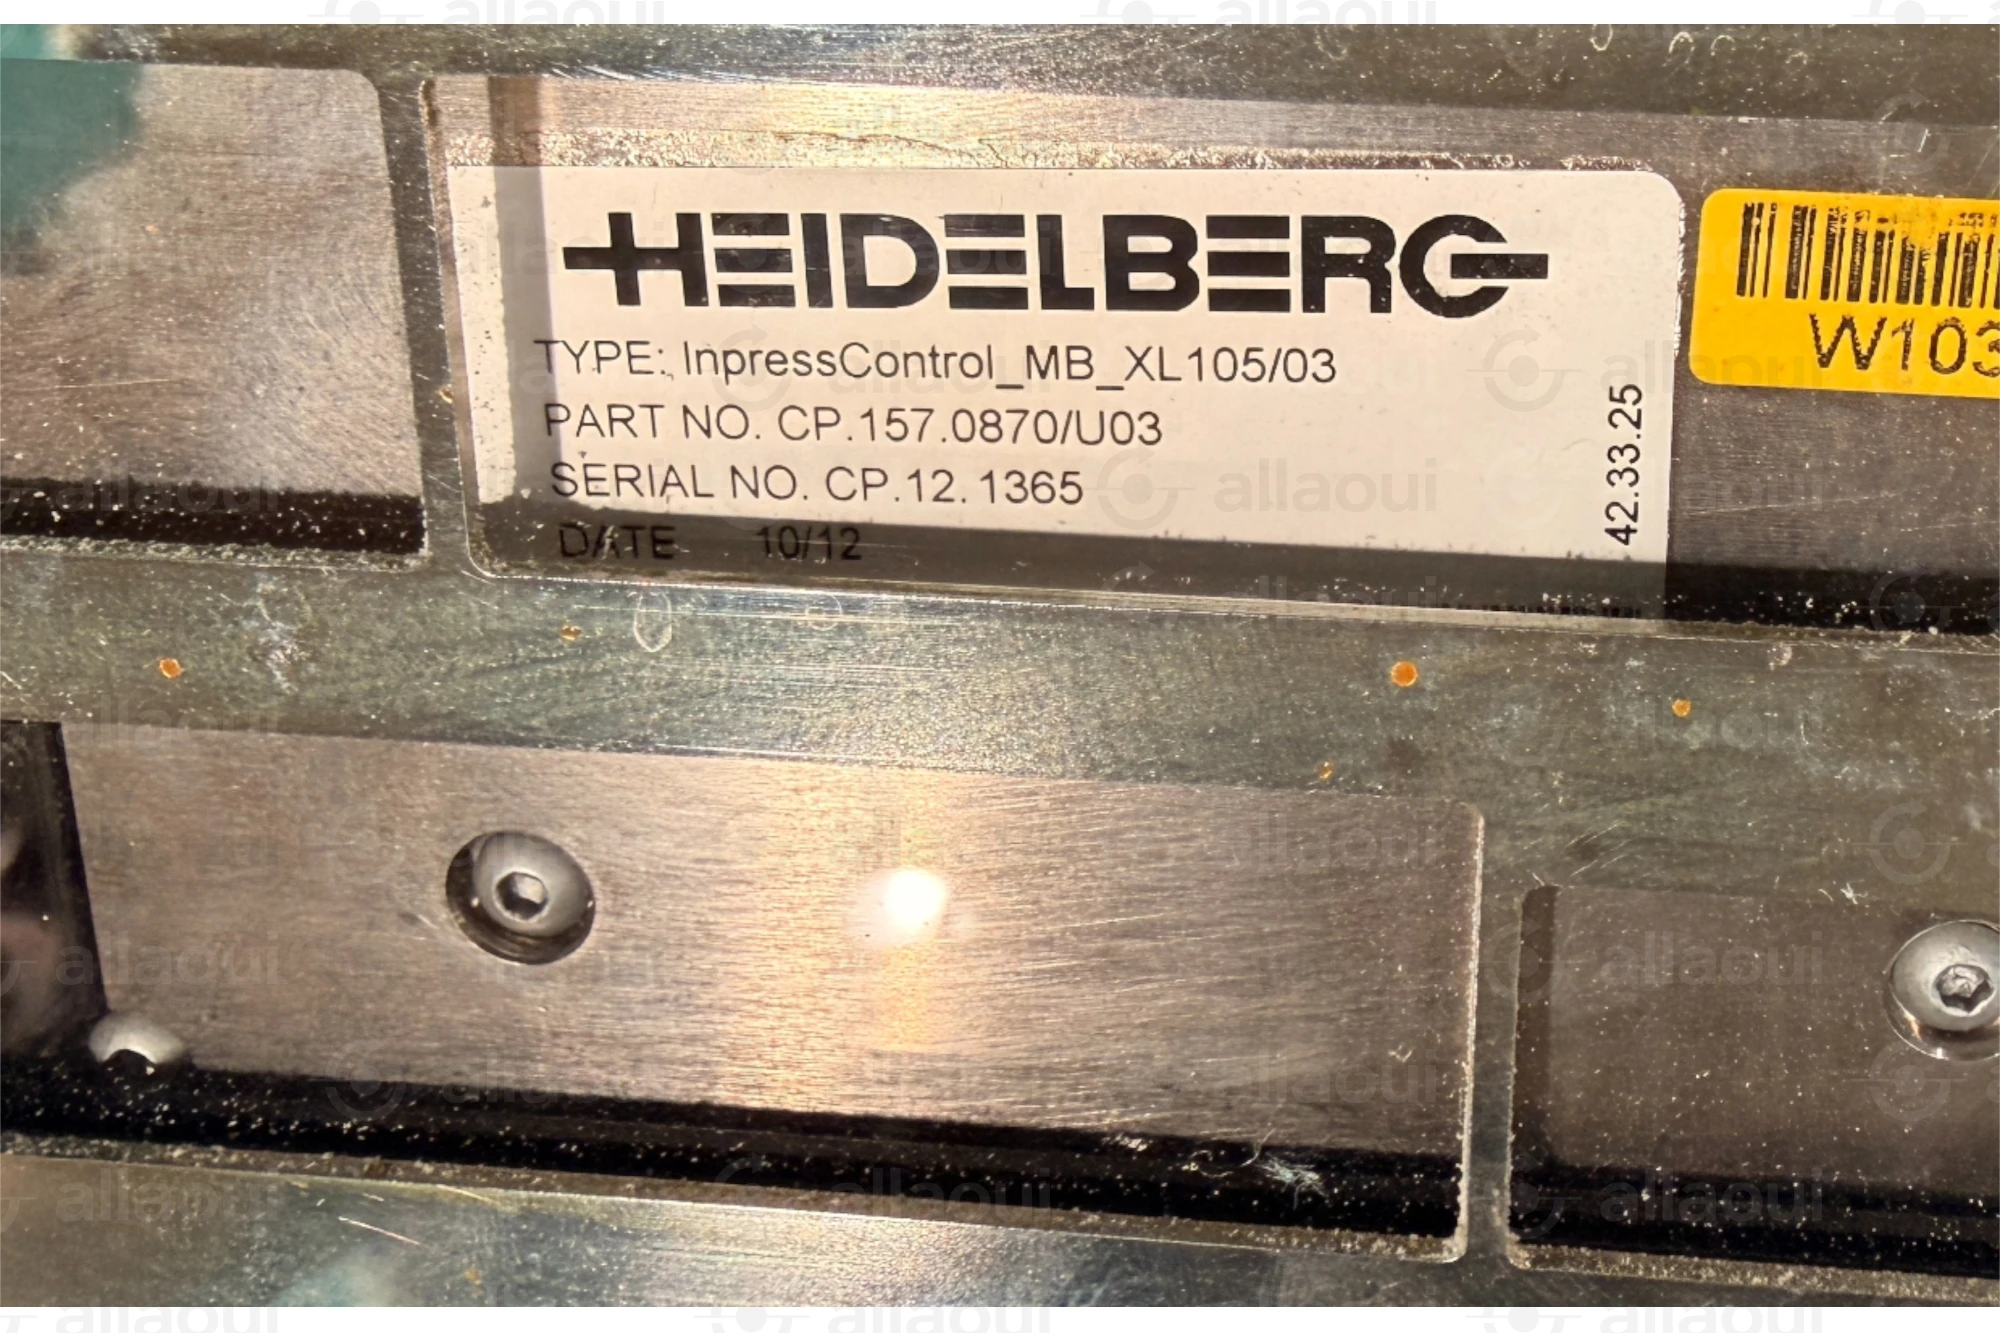 HEIDELBERG
TYPE: InpressControl_MB_XL105/03
PART NO. CP.157.0870/U03
SERIAL NO. CP.12.1365
DATE 10/12
42.33.25
W103
allaoui